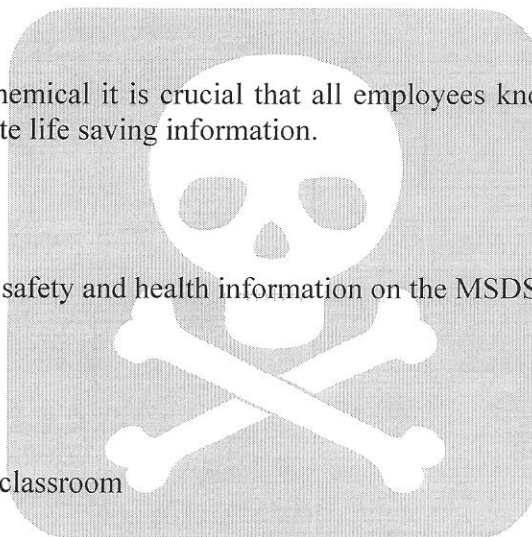 hemical it is crucial that all employees kno
te life saving information.
safety and health information on the MSDS
classroom